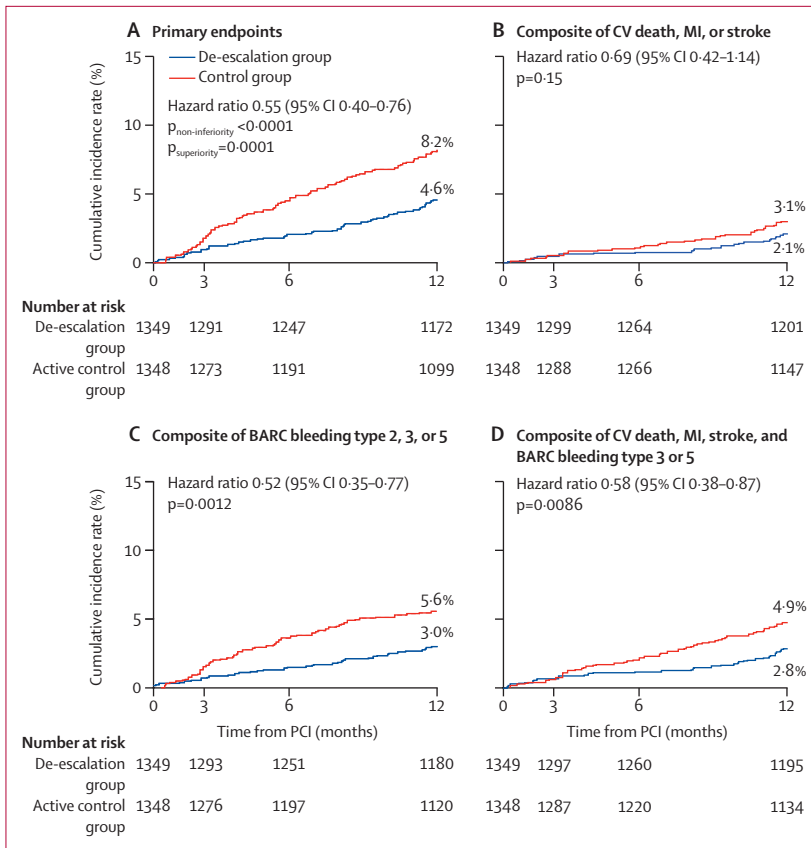 A Primary endpoints
15
10
5
0
Cumulative incidence rate (%)
De-escalation group
Control group
Hazard ratio 0·55 (95% CI 0·40–0·76)
pnon-inferiority <0·0001
psuperiority=0·0001
8·2%
4·6%
0 3 6 12
B Composite of CV death, MI, or stroke
Hazard ratio 0·69 (95% CI 0·42–1·14)
p=0·15
3·1%
2·1%
0 3 6 12
Number at risk
De-escalation
group
1349 1291 1247 1172 1349 1299 1264 1201
Active control
group
1348 1273 1191 1099 1348 1288 1266 1147
C Composite of BARC bleeding type 2, 3, or 5
15
10
5
0
Cumulative incidence rate (%)
Hazard ratio 0·52 (95% CI 0·35–0·77)
p=0·0012
5·6%
3·0%
0 3 6 12
Time from PCI (months)
D Composite of CV death, MI, stroke, and
BARC bleeding type 3 or 5
Hazard ratio 0·58 (95% CI 0·38–0·87)
p=0·0086
4·9%
2·8%
0 3 6 12
Time from PCI (months)
Number at risk
De-escalation
group
1349 1293 1251 1180 1349 1297 1260 1195
Active control
group
1348 1276 1197 1120 1348 1287 1220 1134